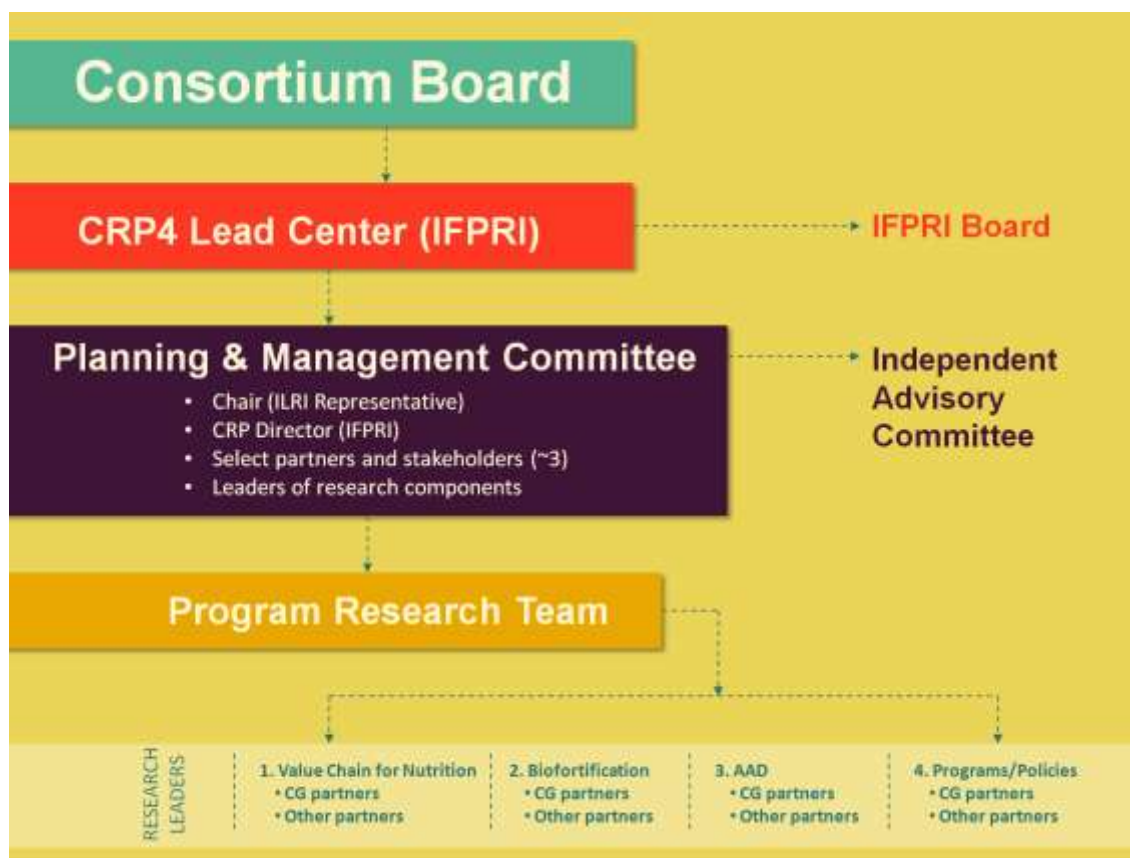 Consortium Board
CRP4 Lead Center (IFPRI)
IFPRI Board
Planning & Management Committee
• Chair (ILRI Representative)
• CRP Director (IFPRI)
• Select partners and stakeholders (~3)
• Leaders of research components
Independent
Advisory
Committee
Program Research Team
RESEARCH
LEADERS
1. Value Chain for Nutrition
• CG partners
• Other partners
2. Biofortification
• CG partners
• Other partners
3. AAD
• CG partners
• Other partners
4. Programs/Policies
• CG partners
• Other partners